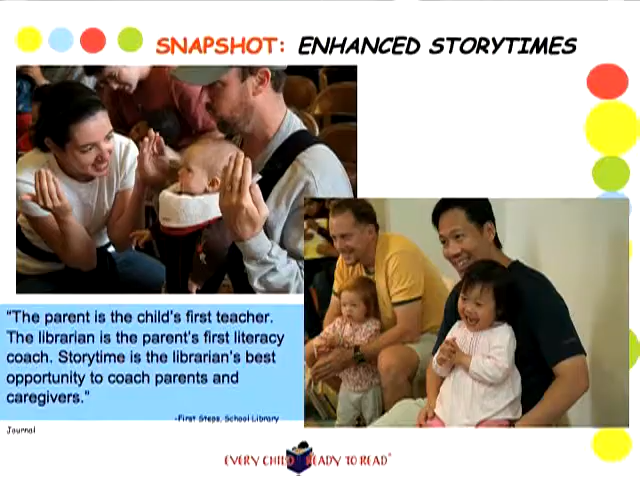 SNAPSHOT: ENHANCED STORYTIMES
“The parent is the child’s first teacher.
The librarian is the parent’s first literacy
coach. Storytime is the librarian’s best
opportunity to coach parents and
caregivers.”
-First Steps, School Library
Journal
EVERY CHILD READY TO READ®